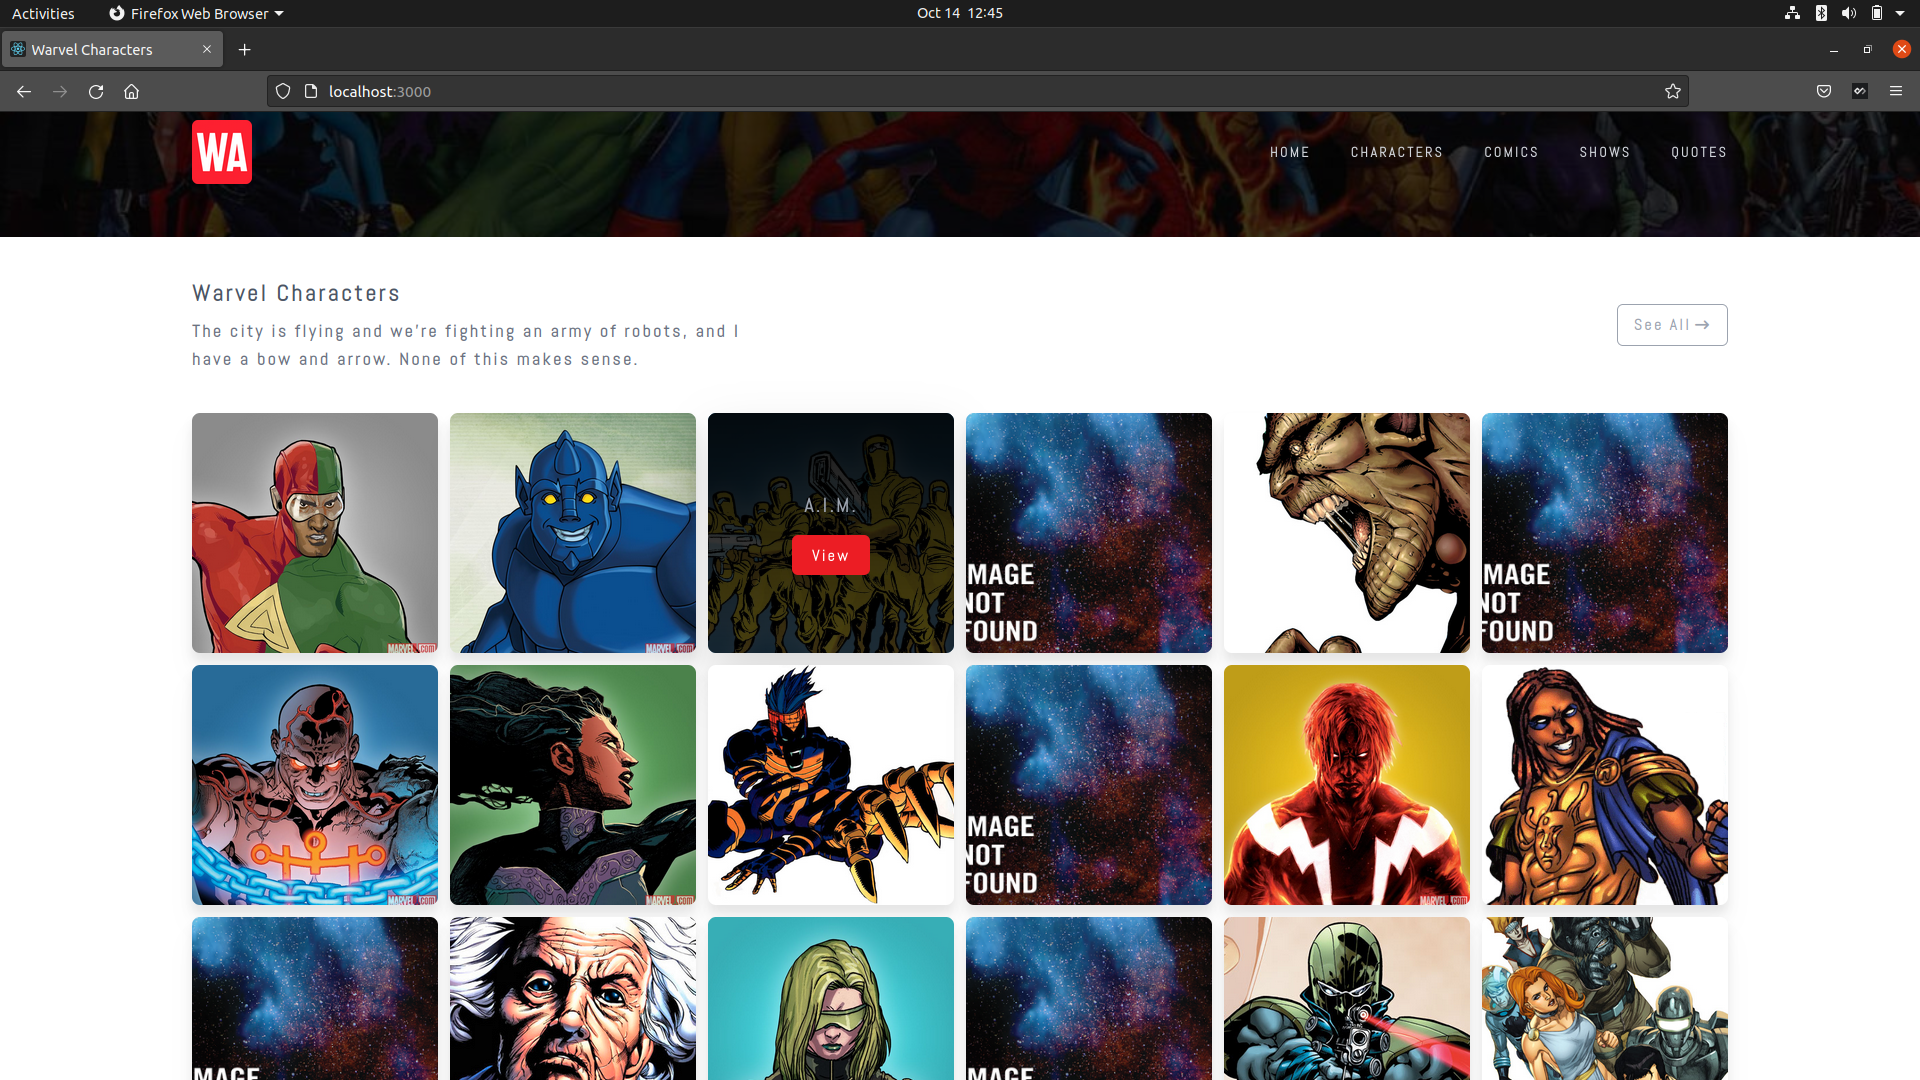 Activities
Firefox Web Browser
Oct 14 12:45
Warvel Characters
localhost:3000
WA
HOME
CHARACTERS
COMICS
SHOWS
QUOTES
Warvel Characters
The city is flying and we're fighting an army of robots, and I
have a bow and arrow. None of this makes sense.
See All
MARVEL.com
MARVEL.com
A.I.M.
View
MAGE
NOT
FOUND
MAGE
NOT
FOUND
MARVEL.com
MARVEL.com
MAGE
NOT
FOUND
MARVEL.com
MAGE
MAGE